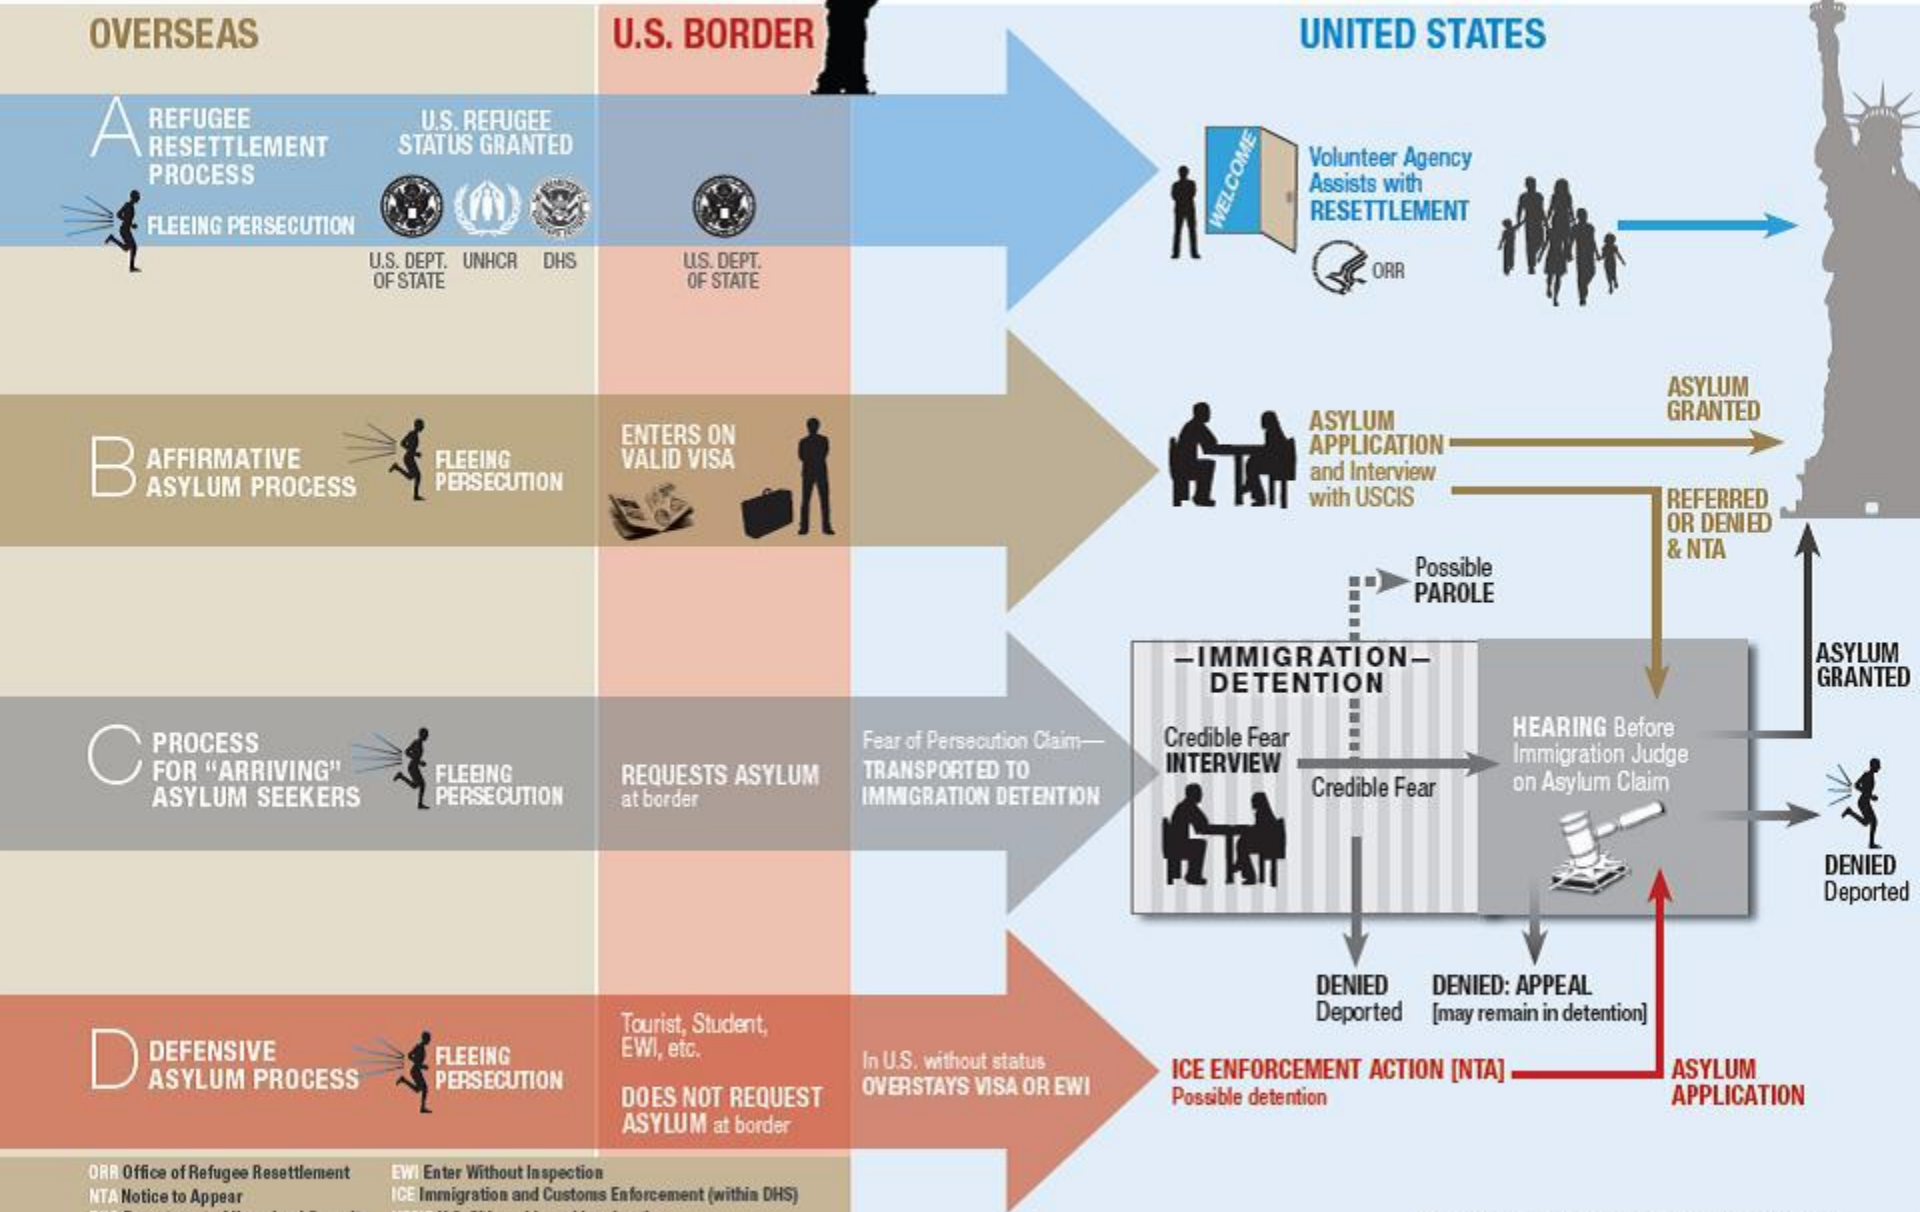 OVERSEAS
U.S. BORDER
UNITED STATES
A
REFUGEE
RESETTLEMENT
PROCESS
FLEEING PERSECUTION
U.S. REFUGEE
STATUS GRANTED
U.S. DEPT.
OF STATE
UNHCR
DHS
U.S. DEPT.
OF STATE
WELCOME
Volunteer Agency
Assists with
RESETTLEMENT
ORR
B
AFFIRMATIVE
ASYLUM PROCESS
FLEEING
PERSECUTION
ENTERS ON
VALID VISA
ASYLUM
APPLICATION
and Interview
with USCIS
ASYLUM
GRANTED
REFERRED
OR DENIED
& NTA
Possible
PAROLE
C
PROCESS
FOR “ARRIVING”
ASYLUM SEEKERS
FLEEING
PERSECUTION
REQUESTS ASYLUM
at border
Fear of Persecution Claim—
TRANSPORTED TO
IMMIGRATION DETENTION
–IMMIGRATION–
DETENTION
Credible Fear
INTERVIEW
Credible Fear
HEARING Before
Immigration Judge
on Asylum Claim
ASYLUM
GRANTED
DENIED
Deported
DENIED
Deported
DENIED: APPEAL
[may remain in detention]
D
DEFENSIVE
ASYLUM PROCESS
FLEEING
PERSECUTION
Tourist, Student,
EWI, etc.
DOES NOT REQUEST
ASYLUM at border
In U.S. without status
OVERSTAYS VISA OR EWI
ICE ENFORCEMENT ACTION [NTA]
Possible detention
ASYLUM
APPLICATION
ORR Office of Refugee Resettlement
NTA Notice to Appear
EWI Enter Without Inspection
ICE Immigration and Customs Enforcement (within DHS)